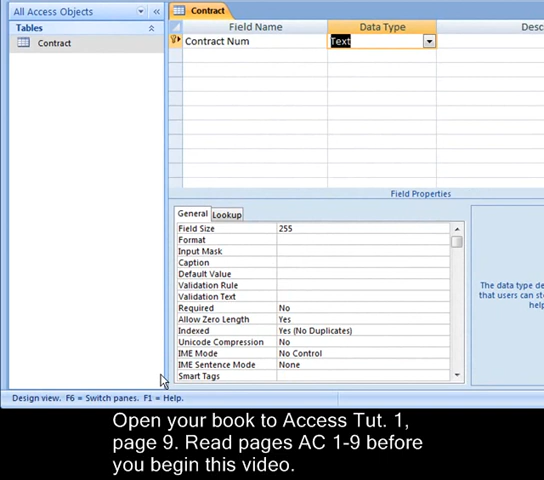 All Access Objects
Contract
Tables
Field Name
Data Type
Desc
Contract
Contract Num
Text
Field Properties
General
Lookup
Field Size 255
Format
Input Mask
Caption
Default Value
Validation Rule
Validation Text
Required No
Allow Zero Length Yes
Indexed Yes (No Duplicates)
Unicode Compression No
IME Mode No Control
IME Sentence Mode None
Smart Tags
The data type de
that users can st
help
Design view. F6 = Switch panes. F1 = Help.
Open your book to Access Tut. 1,
page 9. Read pages AC 1-9 before
you begin this video.